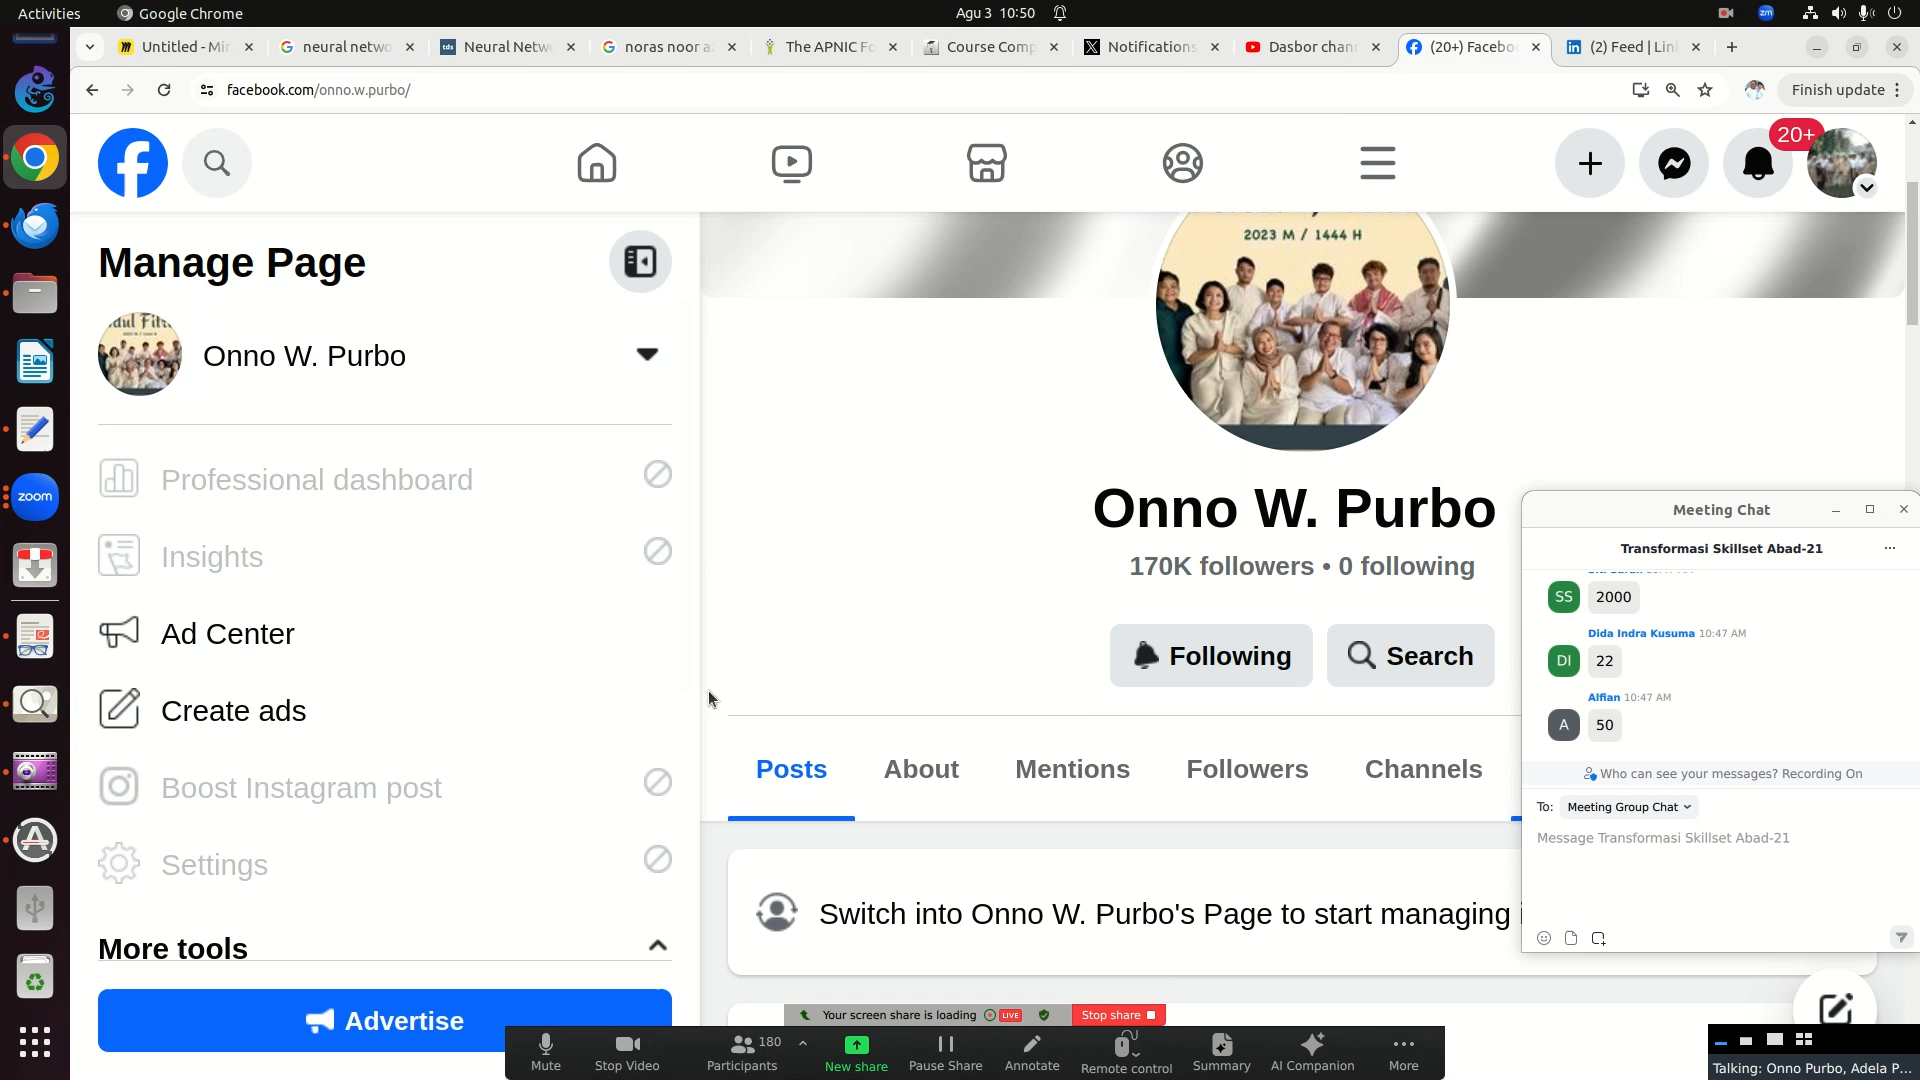 Activities
Google Chrome
Agu 3 10:50
zm
Untitled - Mir
neural netwo
Neural Netwo
noras noor a
The APNIC Fo
Course Comp
Notifications
Dasbor chan
(20+) Facebo
(2) Feed | Lin
facebook.com/onno.w.purbo/
Finish update
20+
Manage Page
Onno W. Purbo
Professional dashboard
Insights
Ad Center
Create ads
Boost Instagram post
Settings
More tools
Advertise
2023 M / 1444 H
Onno W. Purbo
170K followers • 0 following
Following
Search
Posts
About
Mentions
Followers
Channels
Switch into Onno W. Purbo's Page to start managing
Meeting Chat
Transformasi Skillset Abad-21
SS
2000
Dida Indra Kusuma 10:47 AM
DI
22
Alfian 10:47 AM
A
50
Who can see your messages? Recording On
To: Meeting Group Chat
Message Transformasi Skillset Abad-21
zoom
Your screen share is loading
LIVE
Stop share
Mute
Stop Video
Participants
180
New share
Pause Share
Annotate
Remote control
Summary
AI Companion
More
Talking: Onno Purbo, Adela P...